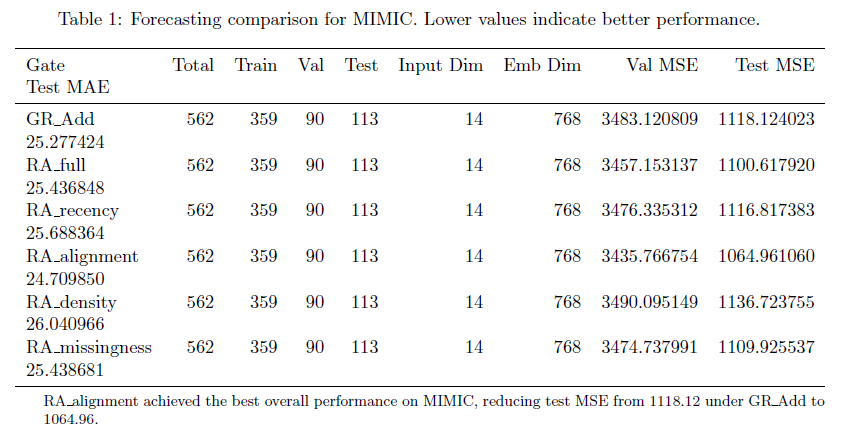 Table 1: Forecasting comparison for MIMIC. Lower values indicate better performance.
Gate Total Train Val Test Input Dim Emb Dim Val MSE Test MSE
Test MAE
GR_Add 562 359 90 113 14 768 3483.120809 1118.124023
25.277424
RA_full 562 359 90 113 14 768 3457.153137 1100.617920
25.436848
RA_recency 562 359 90 113 14 768 3476.335312 1116.817383
25.688364
RA_alignment 562 359 90 113 14 768 3435.766754 1064.961060
24.709850
RA_density 562 359 90 113 14 768 3490.095149 1136.723755
26.040966
RA_missingness 562 359 90 113 14 768 3474.737991 1109.925537
25.438681
RA_alignment achieved the best overall performance on MIMIC, reducing test MSE from 1118.12 under GR_Add to
1064.96.